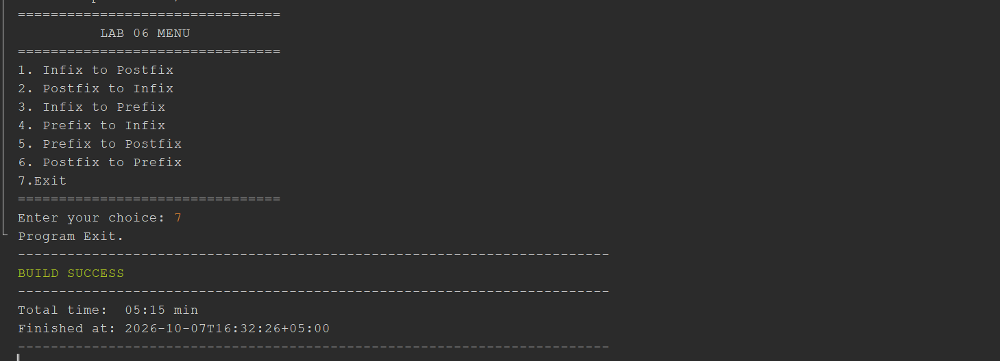 ================================
          LAB 06 MENU
================================
1. Infix to Postfix
2. Postfix to Infix
3. Infix to Prefix
4. Prefix to Infix
5. Prefix to Postfix
6. Postfix to Prefix
7.Exit
================================
Enter your choice: 7
Program Exit.
------------------------------------------------------------------------
BUILD SUCCESS
------------------------------------------------------------------------
Total time:  05:15 min
Finished at: 2026-10-07T16:32:26+05:00
------------------------------------------------------------------------